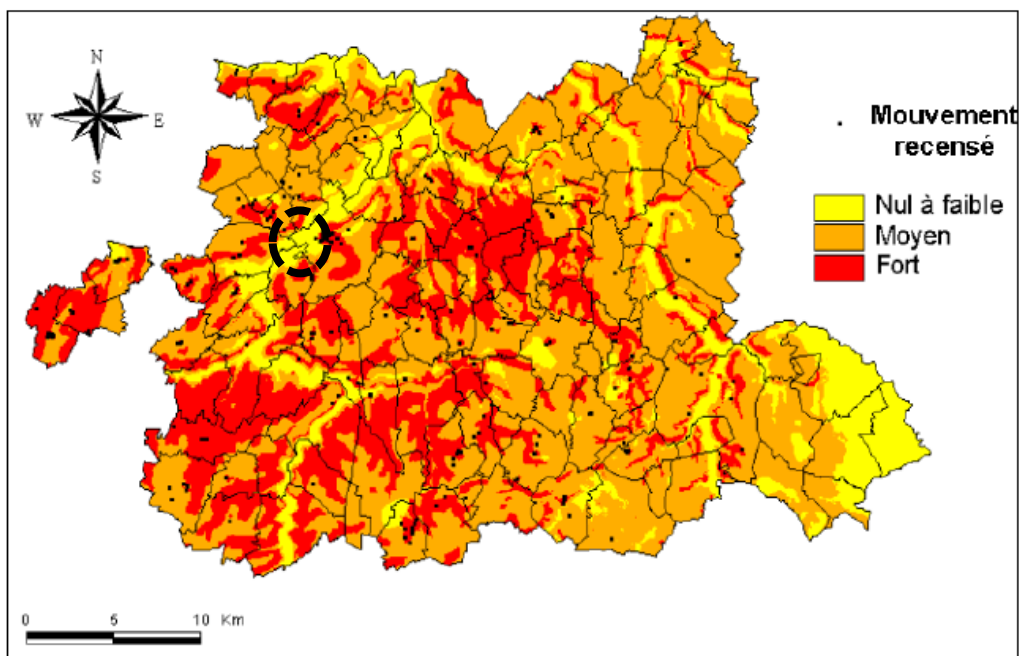 N
W E
S
Mouvement
recensé
Nul à faible
Moyen
Fort
0 5 10 Km